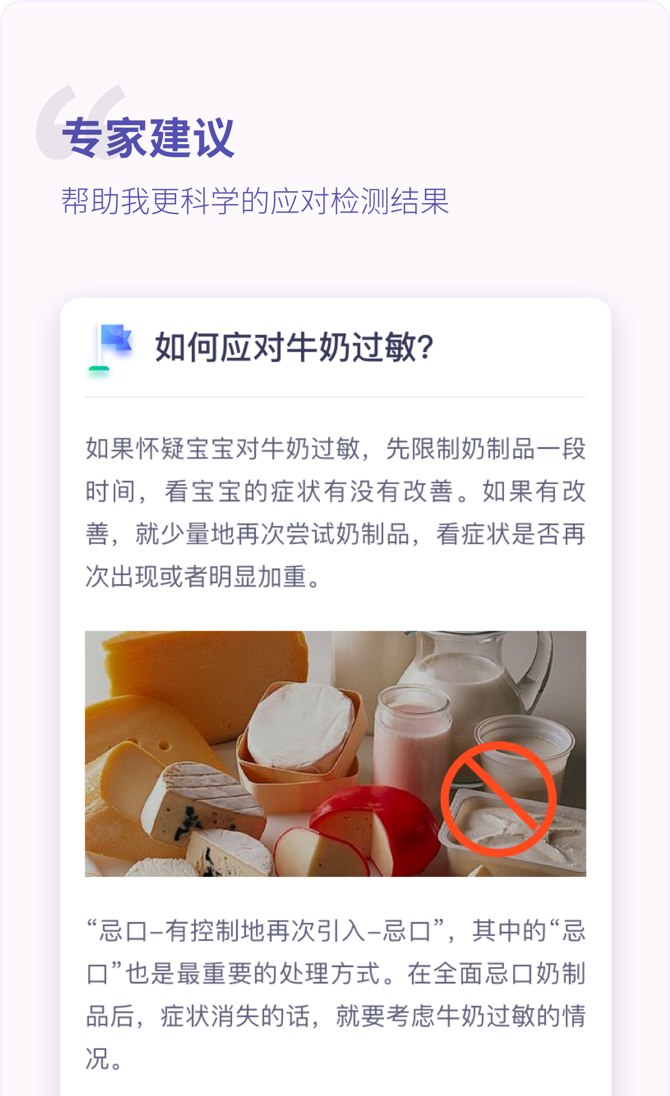 专家建议
帮助我更科学的应对检测结果
如何应对牛奶过敏?
如果怀疑宝宝对牛奶过敏，先限制奶制品一段
时间，看宝宝的症状有没有改善。如果有改
善，就少量地再次尝试奶制品，看症状是否再
次出现或者明显加重。
“忌口–有控制地再次引入–忌口”，其中的“忌
口”也是最重要的处理方式。在全面忌口奶制
品后，症状消失的话，就要考虑牛奶过敏的情
况。